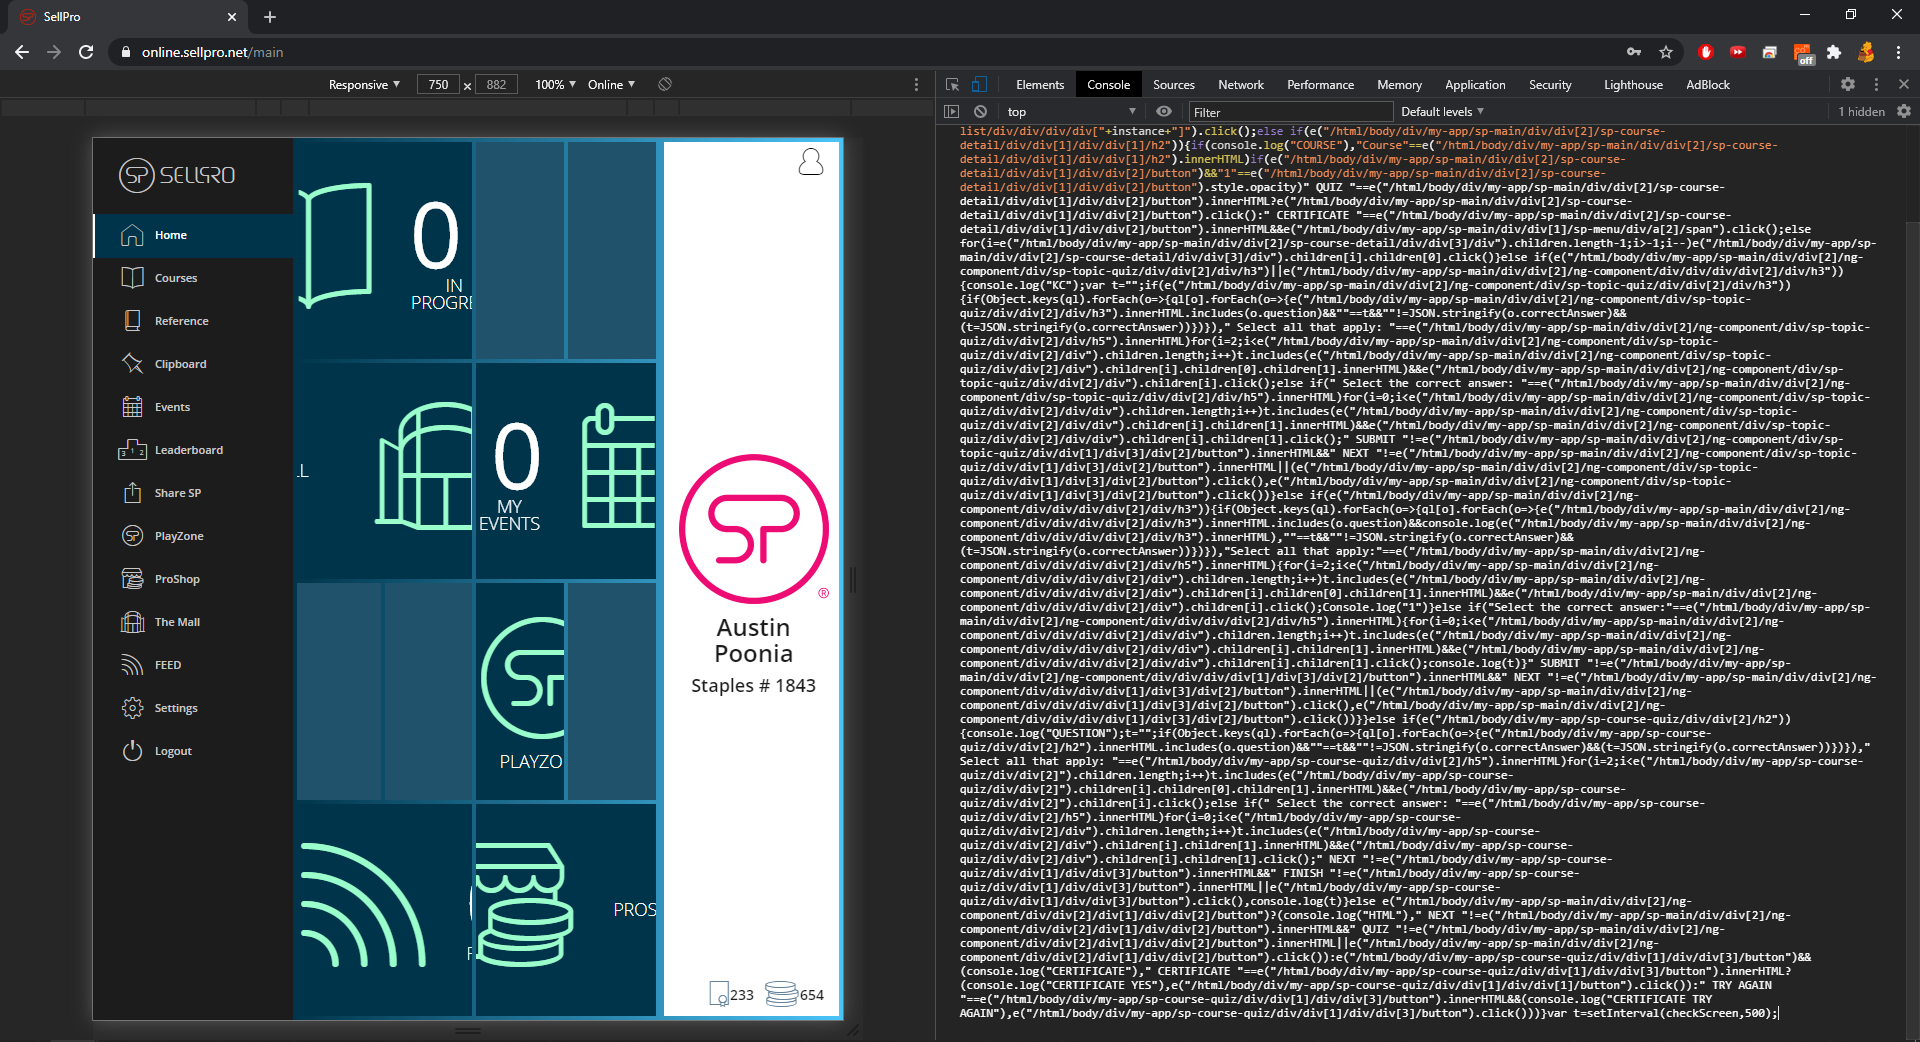 SellPro
online.sellpro.net/main
off
Responsive
750 x 882
100%
Online
Elements
Console
Sources
Network
Performance
Memory
Application
Security
Lighthouse
AdBlock
top
Filter
Default levels
1 hidden
SELLPRO
Home
Courses
Reference
Clipboard
Events
Leaderboard
Share SP
PlayZone
ProShop
The Mall
FEED
Settings
Logout
0
IN
PROGRE
LL
0
MY
EVENTS
PLAYZO
PROS
SP
®
Austin
Poonia
Staples # 1843
233
654
list/div/div/div/div["+instance+"]").click();else if(e("/html/body/div/my-app/sp-main/div/div[2]/sp-course-
detail/div/div[1]/div/div[1]/h2")){if(console.log("COURSE"),"Course"==e("/html/body/div/my-app/sp-main/div/div[2]/sp-course-
detail/div/div[1]/div/div[1]/h2").innerHTML)if(e("/html/body/div/my-app/sp-main/div/div[2]/sp-course-
detail/div/div[1]/div/div[2]/button")&&"1"==e("/html/body/div/my-app/sp-main/div/div[2]/sp-course-
detail/div/div[1]/div/div[2]/button").style.opacity)" QUIZ "==e("/html/body/div/my-app/sp-main/div/div[2]/sp-course-
detail/div/div[1]/div/div[2]/button").innerHTML?e("/html/body/div/my-app/sp-main/div/div[2]/sp-course-
detail/div/div[1]/div/div[2]/button").click():" CERTIFICATE "==e("/html/body/div/my-app/sp-main/div/div[2]/sp-course-
detail/div/div[1]/div/div[2]/button").innerHTML&&e("/html/body/div/my-app/sp-main/div/div[1]/sp-menu/div/a[2]/span").click();else
for(i=e("/html/body/div/my-app/sp-main/div/div[2]/sp-course-detail/div/div[3]/div").children.length-1;i>-1;i--)e("/html/body/div/my-app/sp-
main/div/div[2]/sp-course-detail/div/div[3]/div").children[i].children[0].click()}else if(e("/html/body/div/my-app/sp-main/div/div[2]/ng-
component/div/sp-topic-quiz/div/div[2]/div/h3")||e("/html/body/div/my-app/sp-main/div/div[2]/ng-component/div/div/div/div[2]/div/h3"))
{console.log("KC");var t="";if(e("/html/body/div/my-app/sp-main/div/div[2]/ng-component/div/sp-topic-quiz/div/div[2]/div/h3"))
{if(Object.keys(ql).forEach(o=>{ql[o].forEach(o=>{e("/html/body/div/my-app/sp-main/div/div[2]/ng-component/div/sp-topic-
quiz/div/div[2]/div/h3").innerHTML.includes(o.question)&&""==t&&""!=JSON.stringify(o.correctAnswer)&&
(t=JSON.stringify(o.correctAnswer))})})," Select all that apply: "==e("/html/body/div/my-app/sp-main/div/div[2]/ng-component/div/sp-topic-
quiz/div/div[2]/div/h5").innerHTML)for(i=2;i<e("/html/body/div/my-app/sp-main/div/div[2]/ng-component/div/sp-topic-
quiz/div/div[2]/div").children.length;i++)t.includes(e("/html/body/div/my-app/sp-main/div/div[2]/ng-component/div/sp-topic-
quiz/div/div[2]/div").children[i].children[0].children[1].innerHTML)&&e("/html/body/div/my-app/sp-main/div/div[2]/ng-component/div/sp-
topic-quiz/div/div[2]/div").children[i].click();else if(" Select the correct answer: "==e("/html/body/div/my-app/sp-main/div/div[2]/ng-
component/div/sp-topic-quiz/div/div[2]/div/h5").innerHTML)for(i=0;i<e("/html/body/div/my-app/sp-main/div/div[2]/ng-component/div/sp-topic-
quiz/div/div[2]/div/div").children.length;i++)t.includes(e("/html/body/div/my-app/sp-main/div/div[2]/ng-component/div/sp-topic-
quiz/div/div[2]/div/div").children[i].children[1].innerHTML)&&e("/html/body/div/my-app/sp-main/div/div[2]/ng-component/div/sp-topic-
quiz/div/div[2]/div/div").children[i].children[1].click();" SUBMIT "!=e("/html/body/div/my-app/sp-main/div/div[2]/ng-component/div/sp-
topic-quiz/div/div[1]/div[3]/div[2]/button").innerHTML&&" NEXT "!=e("/html/body/div/my-app/sp-main/div/div[2]/ng-component/div/sp-topic-
quiz/div/div[1]/div[3]/div[2]/button").innerHTML||(e("/html/body/div/my-app/sp-main/div/div[2]/ng-component/div/sp-topic-
quiz/div/div[1]/div[3]/div[2]/button").click(),e("/html/body/div/my-app/sp-main/div/div[2]/ng-component/div/sp-topic-
quiz/div/div[1]/div[3]/div[2]/button").click())}else if(e("/html/body/div/my-app/sp-main/div/div[2]/ng-
component/div/div/div/div[2]/div/h3")){if(Object.keys(ql).forEach(o=>{ql[o].forEach(o=>{e("/html/body/div/my-app/sp-main/div/div[2]/ng-
component/div/div/div/div[2]/div/h3").innerHTML.includes(o.question)&&console.log(e("/html/body/div/my-app/sp-main/div/div[2]/ng-
component/div/div/div/div[2]/div/h3").innerHTML),""==t&&""!=JSON.stringify(o.correctAnswer)&&
(t=JSON.stringify(o.correctAnswer))})}),"Select all that apply:"==e("/html/body/div/my-app/sp-main/div/div[2]/ng-
component/div/div/div/div[2]/div/h5").innerHTML){for(i=2;i<e("/html/body/div/my-app/sp-main/div/div[2]/ng-
component/div/div/div/div[2]/div").children.length;i++)t.includes(e("/html/body/div/my-app/sp-main/div/div[2]/ng-
component/div/div/div/div[2]/div").children[i].children[0].children[1].innerHTML)&&e("/html/body/div/my-app/sp-main/div/div[2]/ng-
component/div/div/div/div[2]/div").children[i].click();Console.log("1")}else if("Select the correct answer:"==e("/html/body/div/my-app/sp-
main/div/div[2]/ng-component/div/div/div/div[2]/div/h5").innerHTML){for(i=0;i<e("/html/body/div/my-app/sp-main/div/div[2]/ng-
component/div/div/div/div[2]/div/div").children.length;i++)t.includes(e("/html/body/div/my-app/sp-main/div/div[2]/ng-
component/div/div/div/div[2]/div/div").children[i].children[1].innerHTML)&&e("/html/body/div/my-app/sp-main/div/div[2]/ng-
component/div/div/div/div[2]/div/div").children[i].children[1].click();console.log(t)}" SUBMIT "!=e("/html/body/div/my-app/sp-
main/div/div[2]/ng-component/div/div/div/div[1]/div[3]/div[2]/button").innerHTML&&" NEXT "!=e("/html/body/div/my-app/sp-main/div/div[2]/ng-
component/div/div/div/div[1]/div[3]/div[2]/button").innerHTML||(e("/html/body/div/my-app/sp-main/div/div[2]/ng-
component/div/div/div/div[1]/div[3]/div[2]/button").click(),e("/html/body/div/my-app/sp-main/div/div[2]/ng-
component/div/div/div/div[1]/div[3]/div[2]/button").click())}}else if(e("/html/body/div/my-app/sp-course-quiz/div/div[2]/h2"))
{console.log("QUESTION");t="";if(Object.keys(ql).forEach(o=>{ql[o].forEach(o=>{e("/html/body/div/my-app/sp-course-
quiz/div/div[2]/h2").innerHTML.includes(o.question)&&""==t&&""!=JSON.stringify(o.correctAnswer)&&(t=JSON.stringify(o.correctAnswer))})}),"
Select all that apply: "==e("/html/body/div/my-app/sp-course-quiz/div/div[2]/h5").innerHTML)for(i=2;i<e("/html/body/div/my-app/sp-course-
quiz/div/div[2]").children.length;i++)t.includes(e("/html/body/div/my-app/sp-course-
quiz/div/div[2]").children[i].children[0].children[1].innerHTML)&&e("/html/body/div/my-app/sp-course-
quiz/div/div[2]").children[i].click();else if(" Select the correct answer: "==e("/html/body/div/my-app/sp-course-
quiz/div/div[2]/h5").innerHTML)for(i=0;i<e("/html/body/div/my-app/sp-course-
quiz/div/div[2]/div").children.length;i++)t.includes(e("/html/body/div/my-app/sp-course-
quiz/div/div[2]/div").children[i].children[1].innerHTML)&&e("/html/body/div/my-app/sp-course-
quiz/div/div[2]/div").children[i].children[1].click();" NEXT "!=e("/html/body/div/my-app/sp-course-
quiz/div/div[1]/div/div[3]/button").innerHTML&&" FINISH "!=e("/html/body/div/my-app/sp-course-
quiz/div/div[1]/div/div[3]/button").innerHTML||e("/html/body/div/my-app/sp-course-
quiz/div/div[1]/div/div[3]/button").click(),console.log(t)}else e("/html/body/div/my-app/sp-main/div/div[2]/ng-
component/div/div[2]/div[1]/div/div[2]/button")?(console.log("HTML")," NEXT "!=e("/html/body/div/my-app/sp-main/div/div[2]/ng-
component/div/div[2]/div[1]/div/div[2]/button").innerHTML&&" QUIZ "!=e("/html/body/div/my-app/sp-main/div/div[2]/ng-
component/div/div[2]/div[1]/div/div[2]/button").innerHTML||e("/html/body/div/my-app/sp-main/div/div[2]/ng-
component/div/div[2]/div[1]/div/div[2]/button").click()):e("/html/body/div/my-app/sp-course-quiz/div/div[1]/div/div[3]/button")&&
(console.log("CERTIFICATE")," CERTIFICATE "==e("/html/body/div/my-app/sp-course-quiz/div/div[1]/div/div[3]/button").innerHTML?
(console.log("CERTIFICATE YES"),e("/html/body/div/my-app/sp-course-quiz/div/div[1]/div/div[1]/button").click()):" TRY AGAIN
"==e("/html/body/div/my-app/sp-course-quiz/div/div[1]/div/div[3]/button").innerHTML&&(console.log("CERTIFICATE TRY
AGAIN"),e("/html/body/div/my-app/sp-course-quiz/div/div[1]/div/div[3]/button").click()))}var t=setInterval(checkScreen,500);